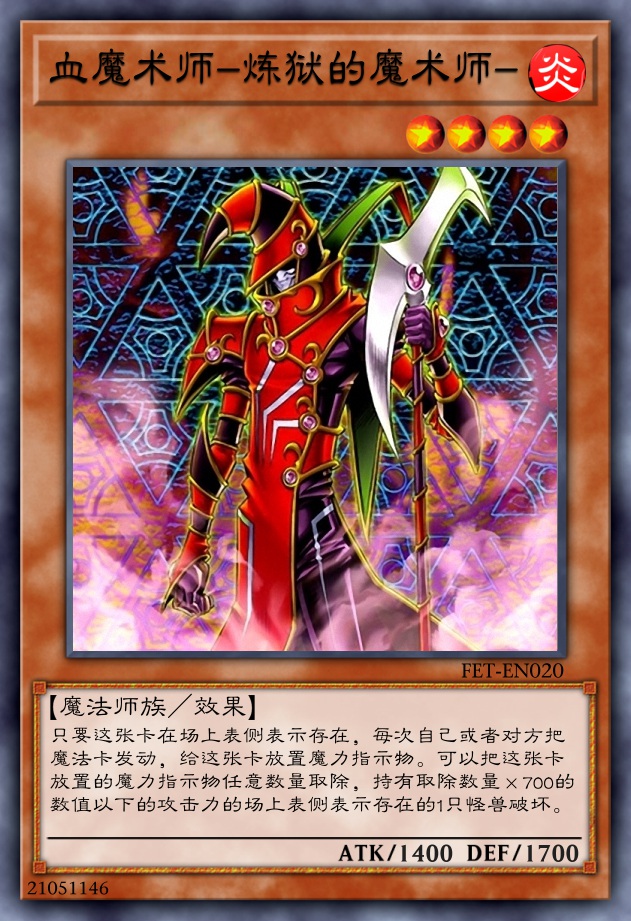 血魔术师－炼狱的魔术师－ 炎
FET-EN020
【魔法师族／效果】
只要这张卡在场上表侧表示存在，每次自己或者对方把
魔法卡发动，给这张卡放置魔力指示物。可以把这张卡
放置的魔力指示物任意数量取除，持有取除数量×700的
数值以下的攻击力的场上表侧表示存在的1只怪兽破坏。
ATK/1400 DEF/1700
21051146